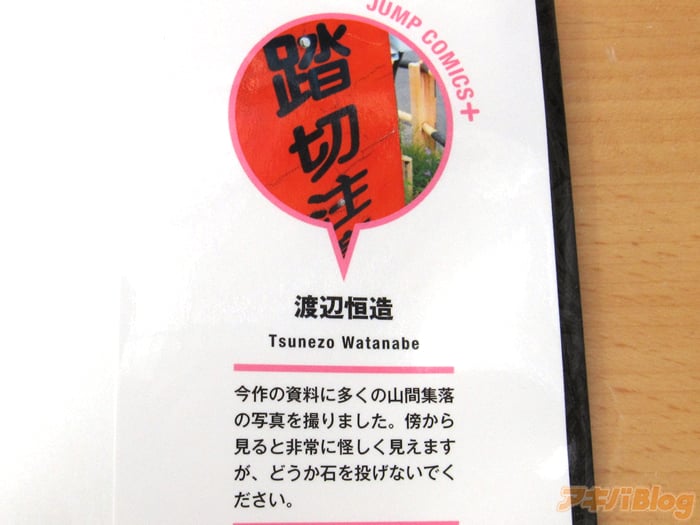 JUMP COMICS+
踏切注
渡辺恒造
Tsunezo Watanabe
今作の資料に多くの山間集落
の写真を撮りました。傍から
見ると非常に怪しく見えます
が、どうか石を投げないでく
ださい。
アキバBlog